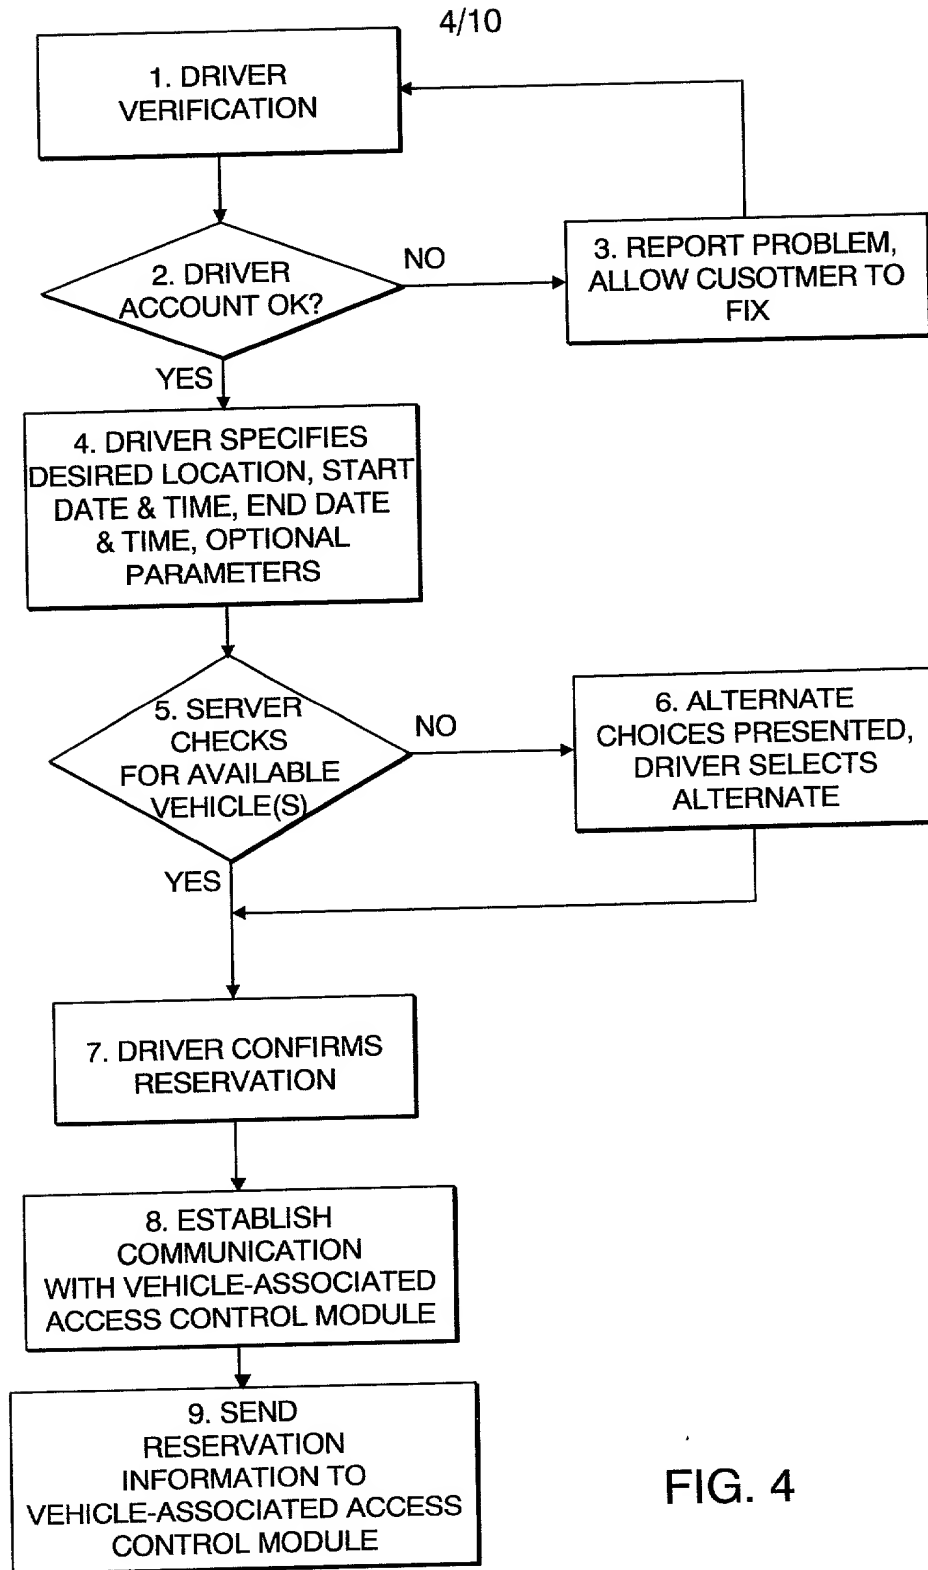 4/10
1. DRIVER
VERIFICATION
2. DRIVER
ACCOUNT OK?
NO
3. REPORT PROBLEM,
ALLOW CUSOTMER TO
FIX
YES
4. DRIVER SPECIFIES
DESIRED LOCATION, START
DATE & TIME, END DATE
& TIME, OPTIONAL
PARAMETERS
5. SERVER
CHECKS
FOR AVAILABLE
VEHICLE(S)
NO
6. ALTERNATE
CHOICES PRESENTED,
DRIVER SELECTS
ALTERNATE
YES
7. DRIVER CONFIRMS
RESERVATION
8. ESTABLISH
COMMUNICATION
WITH VEHICLE-ASSOCIATED
ACCESS CONTROL MODULE
9. SEND
RESERVATION
INFORMATION TO
VEHICLE-ASSOCIATED ACCESS
CONTROL MODULE
FIG. 4